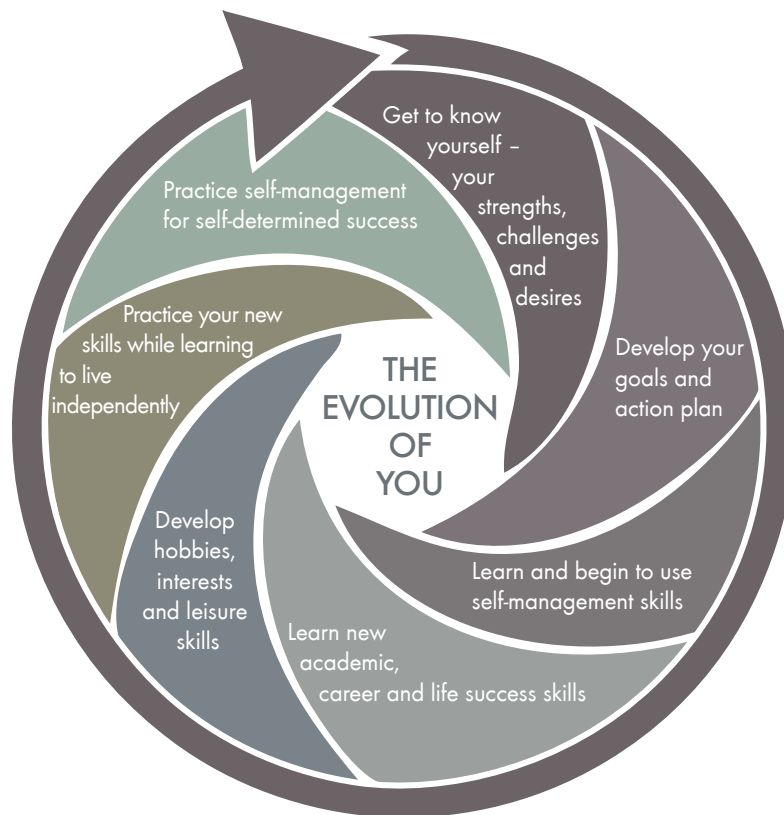 THE
EVOLUTION
OF
YOU
Get to know
yourself –
your
strengths,
challenges
and
desires
Develop your
goals and
action plan
Learn and begin to use
self-management skills
Learn new
academic,
career and life success skills
Develop
hobbies,
interests
and leisure
skills
Practice your new
skills while learning
to live
independently
Practice self-management
for self-determined success